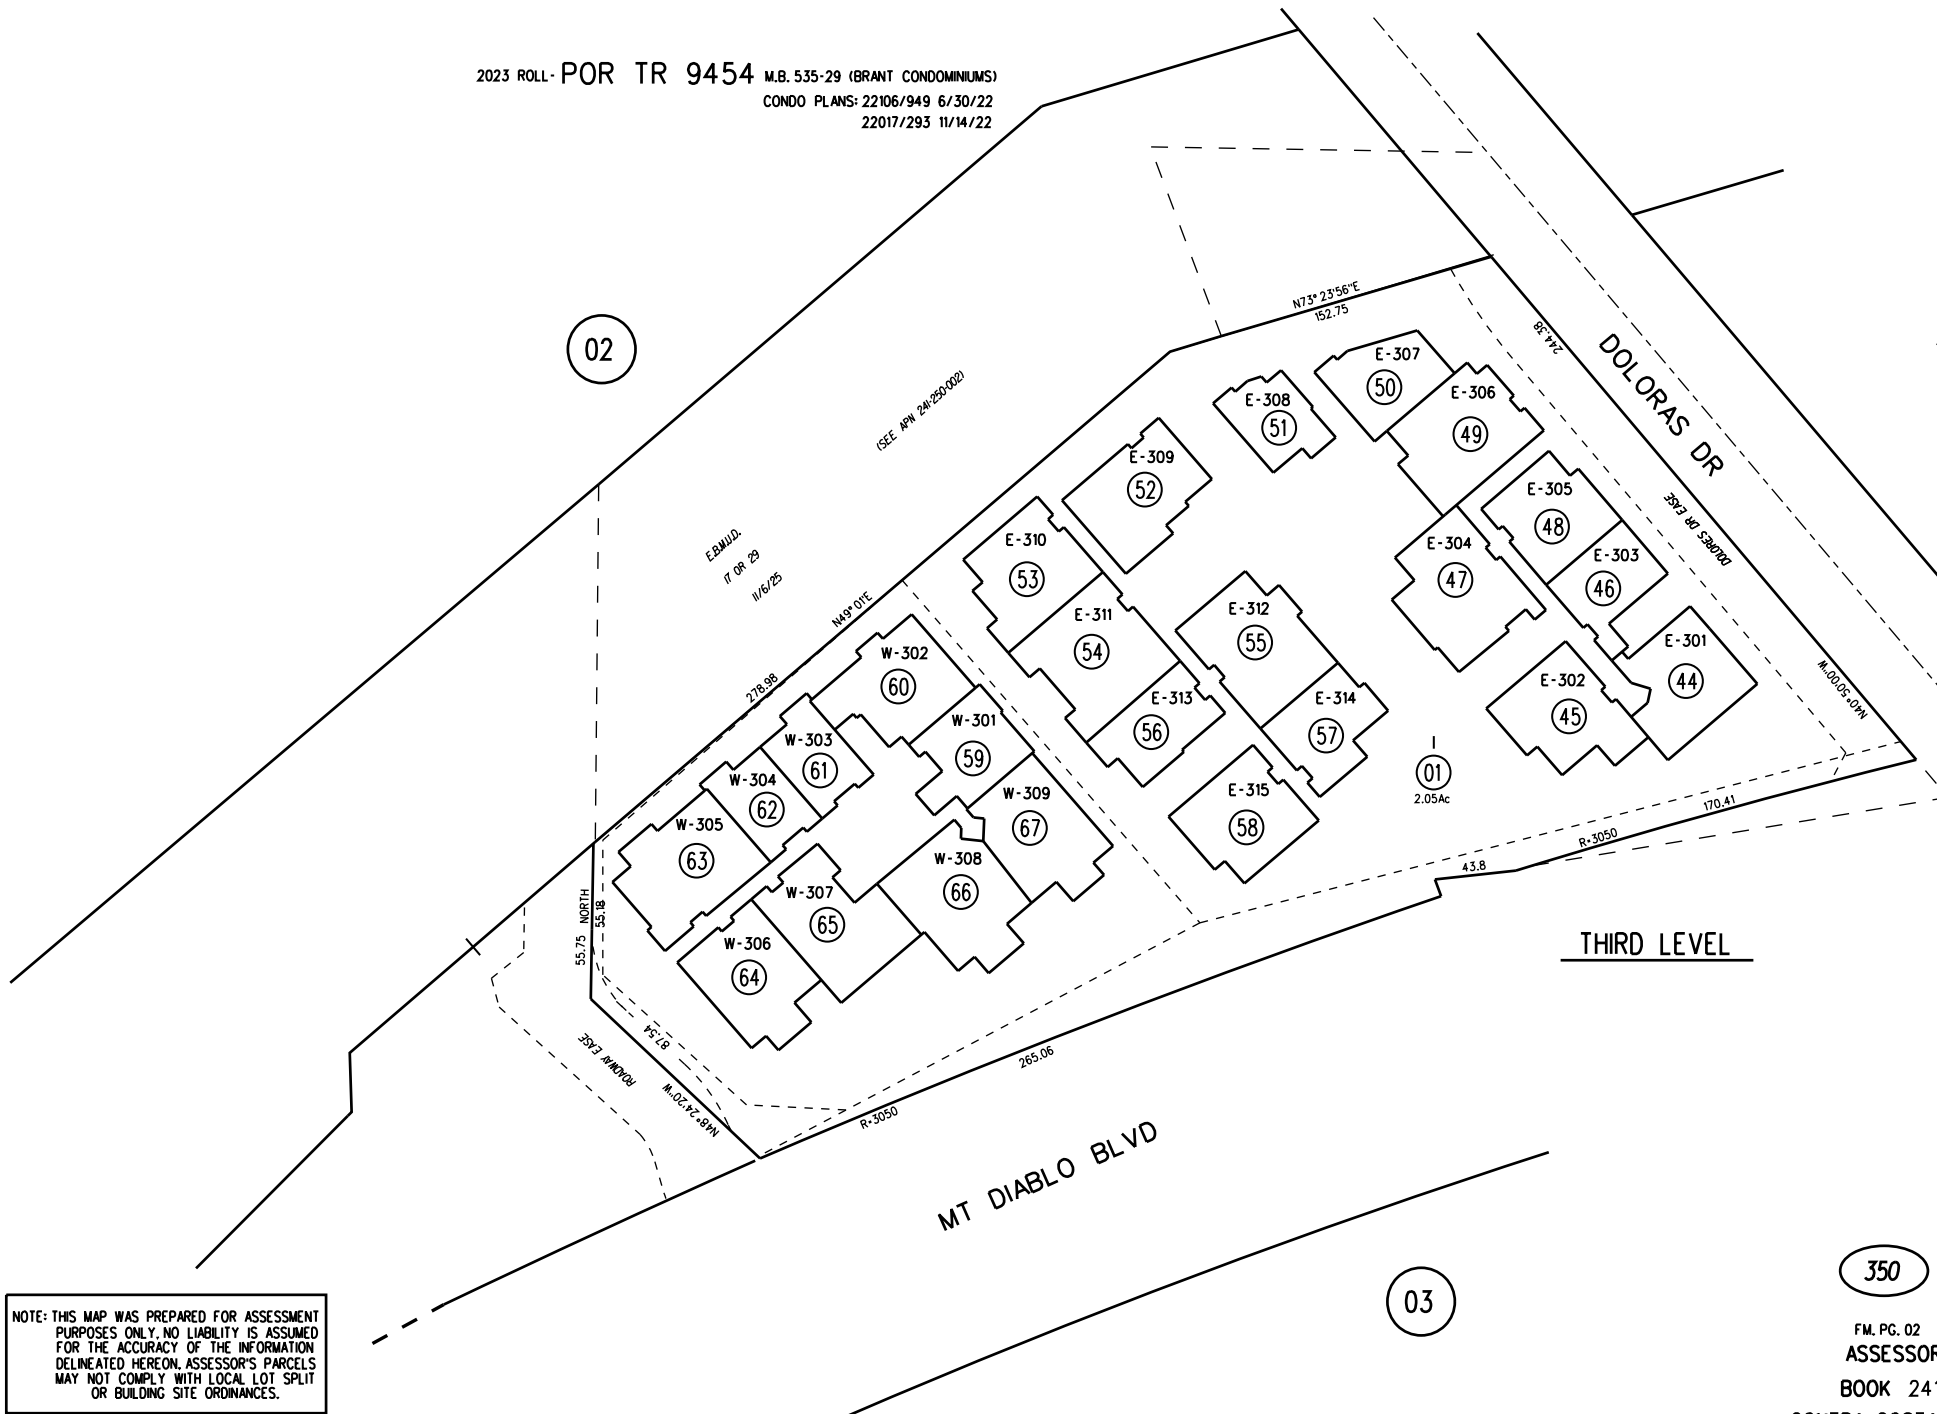 2023 ROLL- POR TR 9454 M.B. 535-29 (BRANT CONDOMINIUMS)
CONDO PLANS: 22106/949 6/30/22
22017/293 11/14/22
02
(SEE APN 241-250-002)
E.B.M.U.D.
17 OR 29
11/6/25
N73° 23'56"E
152.75
244.38
DOLORAS DR
DOLORES DR EASE
N40° 50'00"W
N49° 01'E
278.98
E-307
50
E-306
49
E-308
51
E-309
52
E-305
48
E-303
46
E-304
47
E-310
53
E-311
54
E-312
55
E-313
56
E-314
57
E-315
58
E-301
44
E-302
45
01
2.05Ac
W-302
60
W-301
59
W-303
61
W-304
62
W-305
63
W-309
67
W-308
66
W-307
65
W-306
64
170.41
R=3050
43.8
55.75 NORTH
55.18
87.54
N48° 24'20"W
ROADWAY EASE
265.06
R=3050
THIRD LEVEL
MT DIABLO BLVD
03
350
FM. PG. 02
ASSESSOR
BOOK 241
NOTE: THIS MAP WAS PREPARED FOR ASSESSMENT
PURPOSES ONLY. NO LIABILITY IS ASSUMED
FOR THE ACCURACY OF THE INFORMATION
DELINEATED HEREON. ASSESSOR'S PARCELS
MAY NOT COMPLY WITH LOCAL LOT SPLIT
OR BUILDING SITE ORDINANCES.